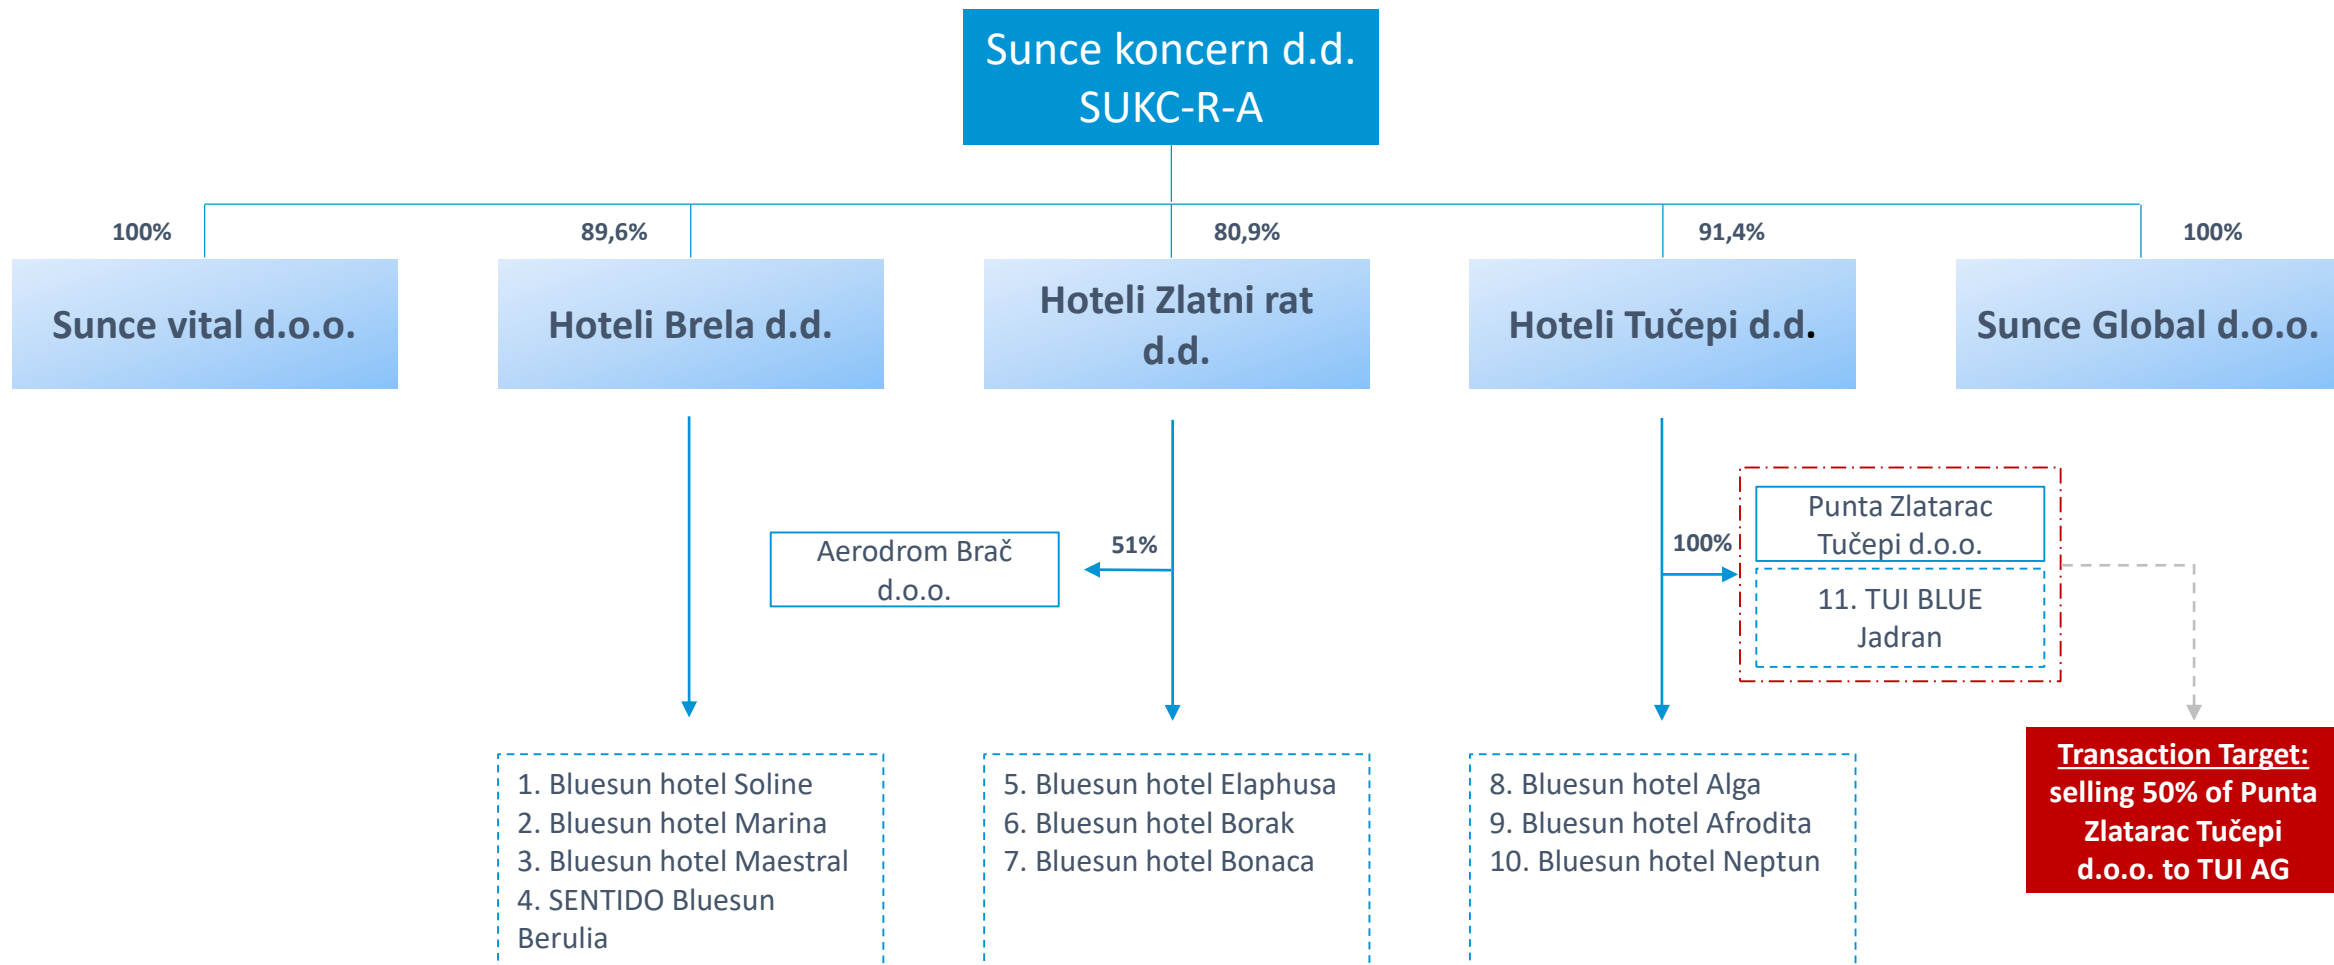 Sunce koncern d.d.
SUKC-R-A
100%
89,6%
80,9%
91,4%
100%
Sunce vital d.o.o.
Hoteli Brela d.d.
Hoteli Zlatni rat
d.d.
Hoteli Tučepi d.d.
Sunce Global d.o.o.
Aerodrom Brač
d.o.o.
51%
100%
Punta Zlatarac
Tučepi d.o.o.
11. TUI BLUE
Jadran
1. Bluesun hotel Soline
2. Bluesun hotel Marina
3. Bluesun hotel Maestral
4. SENTIDO Bluesun
Berulia
5. Bluesun hotel Elaphusa
6. Bluesun hotel Borak
7. Bluesun hotel Bonaca
8. Bluesun hotel Alga
9. Bluesun hotel Afrodita
10. Bluesun hotel Neptun
Transaction Target:
selling 50% of Punta
Zlatarac Tučepi
d.o.o. to TUI AG